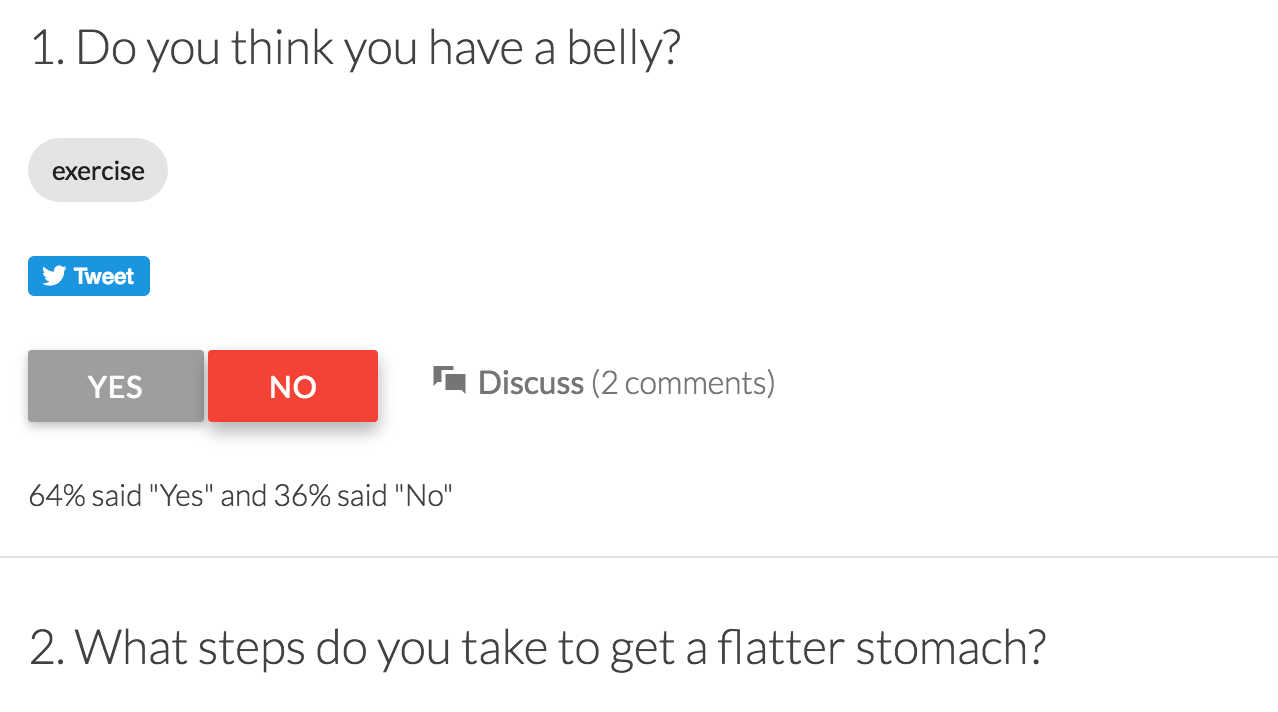 1. Do you think you have a belly?
exercise
Tweet
YES NO Discuss (2 comments)
64% said "Yes" and 36% said "No"
2. What steps do you take to get a flatter stomach?